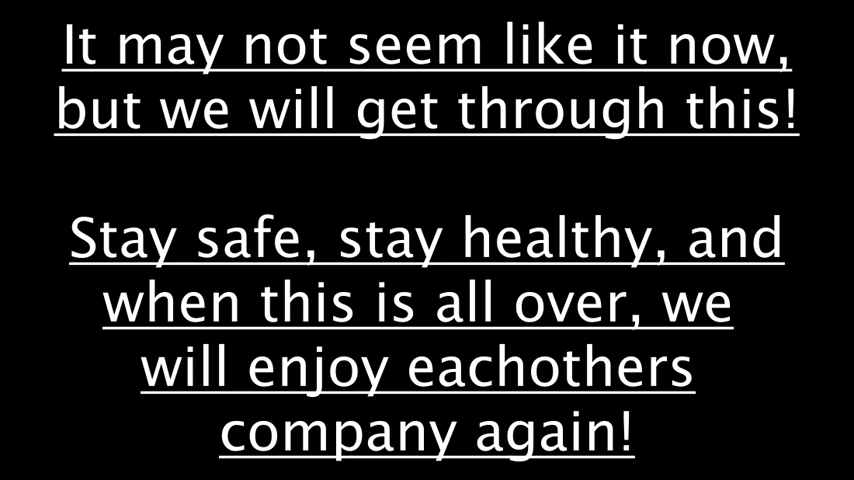 It may not seem like it now,
but we will get through this!
Stay safe, stay healthy, and
when this is all over, we
will enjoy eachothers
company again!